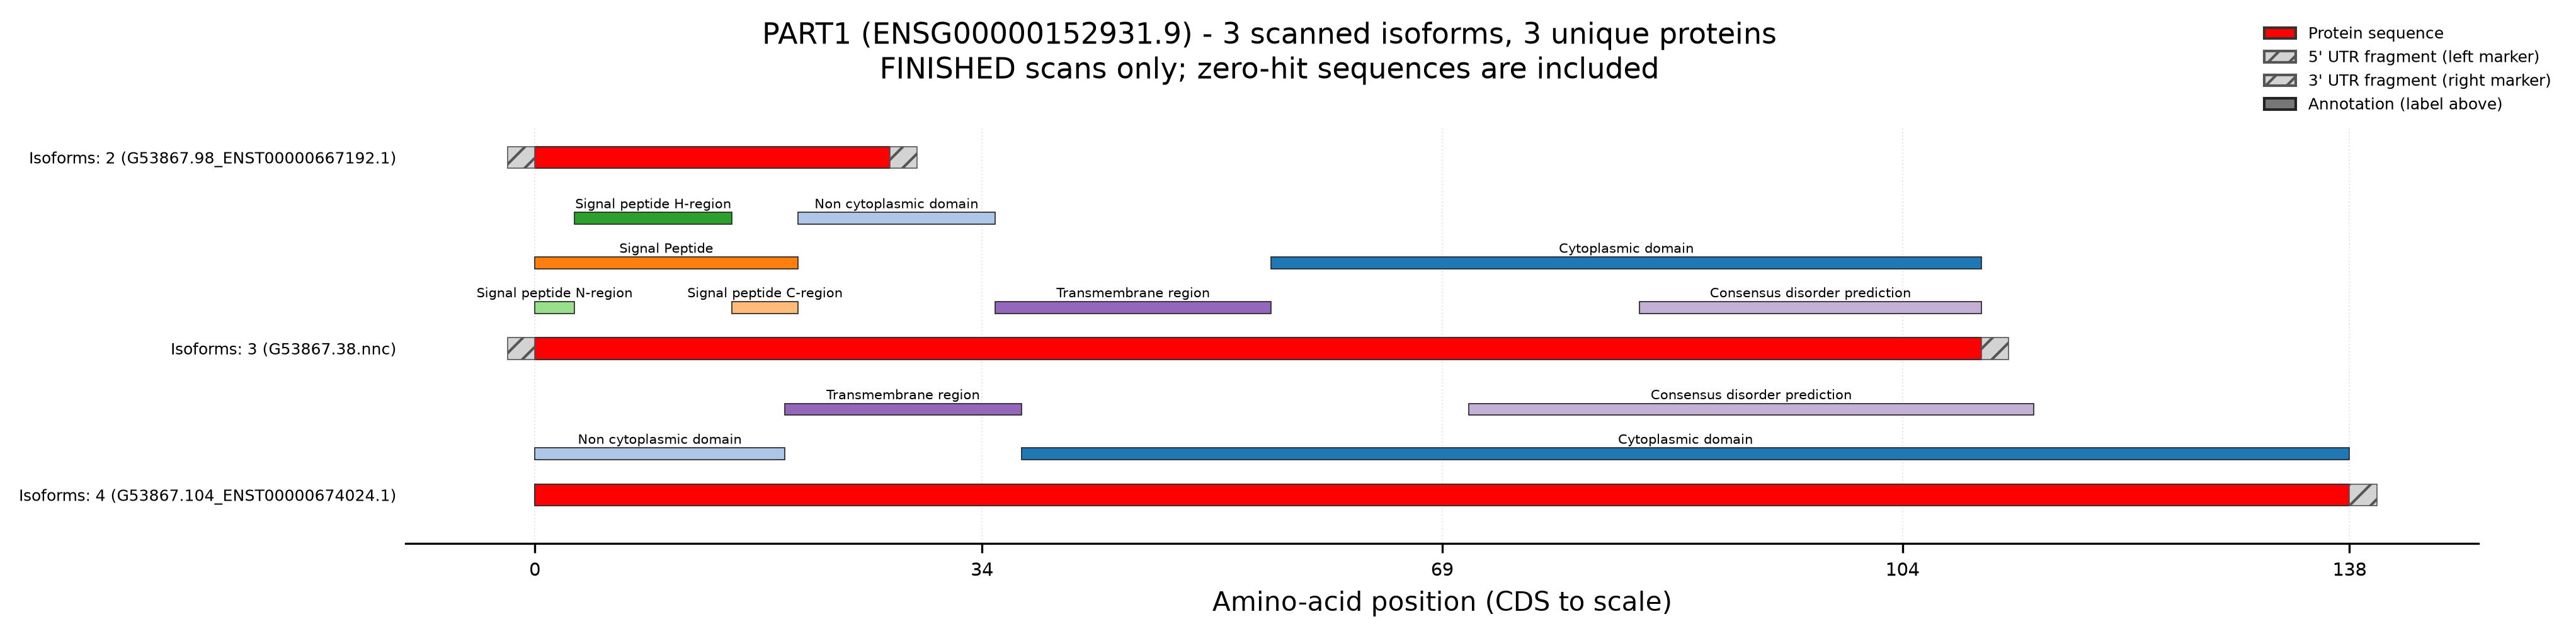 PART1 (ENSG00000152931.9) - 3 scanned isoforms, 3 unique proteins
FINISHED scans only; zero-hit sequences are included
Protein sequence
5' UTR fragment (left marker)
3' UTR fragment (right marker)
Annotation (label above)
Isoforms: 2 (G53867.98_ENST00000667192.1)
Signal peptide H-region
Non cytoplasmic domain
Signal Peptide
Cytoplasmic domain
Signal peptide N-region
Signal peptide C-region
Transmembrane region
Consensus disorder prediction
Isoforms: 3 (G53867.38.nnc)
Transmembrane region
Consensus disorder prediction
Non cytoplasmic domain
Cytoplasmic domain
Isoforms: 4 (G53867.104_ENST00000674024.1)
0 34 69 104 138
Amino-acid position (CDS to scale)